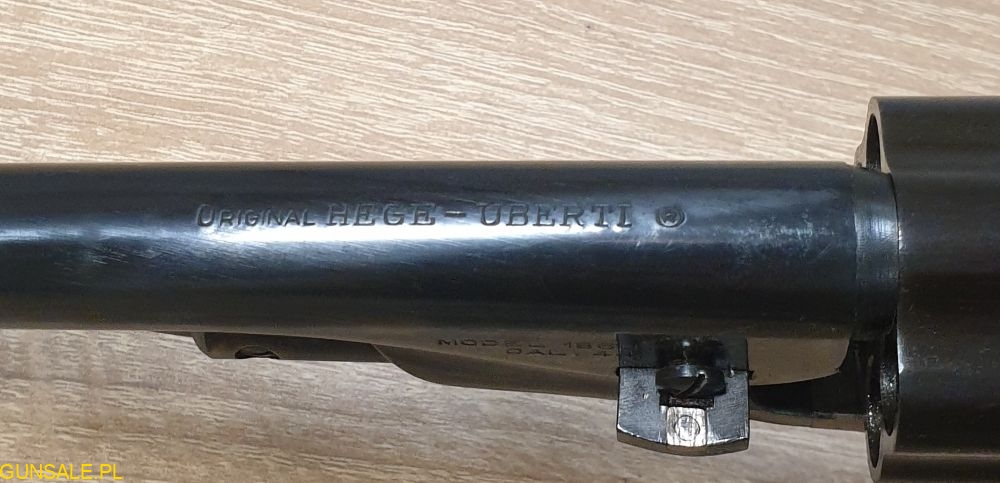 ORIGINAL HEGE - UBERTI ®
MODEL
CAL.
GUNSALE.PL